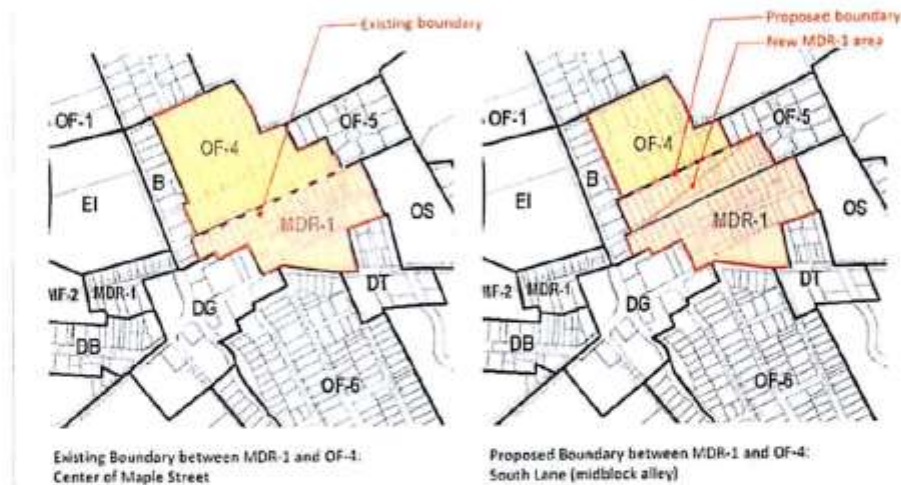 Existing boundary
Proposed boundary
New MDR-1 area
OF-1
OF-4
OF-5
B
EI
MDR-1
OS
MDR-1
DG
DT
DB
OF-6
OF-1
OF-4
OF-5
B
EI
MDR-1
OS
MF-2
MDR-1
DG
DT
DB
OF-6
Existing Boundary between MDR-1 and OF-4:
Center of Maple Street
Proposed Boundary between MDR-1 and OF-4:
South Lane (midblock alley)